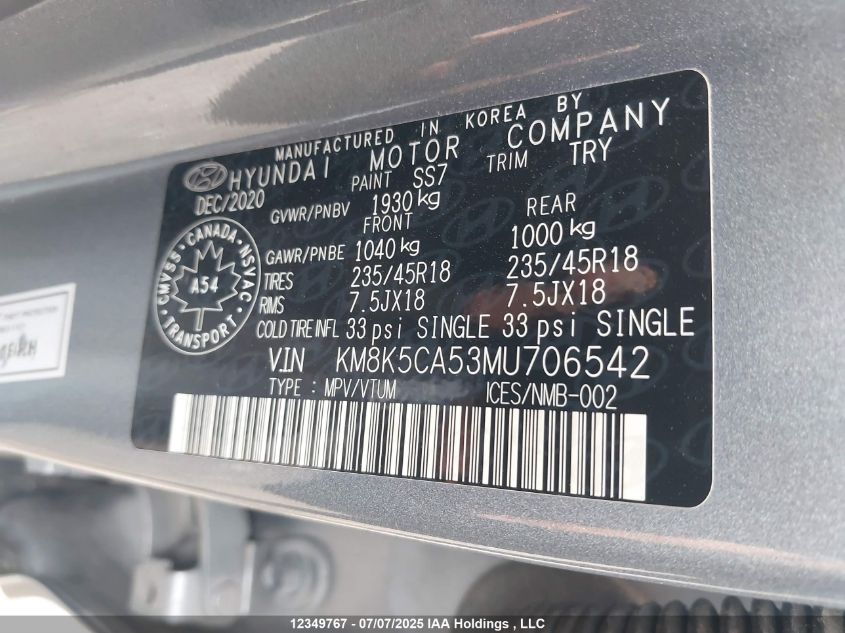 MANUFACTURED IN KOREA BY
HYUNDAI MOTOR COMPANY
DEC/2020 PAINT SS7 TRIM TRY
GVWR/PNBV 1930 kg
FRONT REAR
GAWR/PNBE 1040 kg 1000 kg
TIRES 235/45R18 235/45R18
RIMS 7.5JX18 7.5JX18
COLD TIRE INFL 33 psi SINGLE 33 psi SINGLE
VIN KM8K5CA53MU706542
TYPE : MPV/VTUM ICES/NMB-002
CANADA
CMVSS NSVAC
A54
TRANSPORT
12349767 - 07/07/2025 IAA Holdings , LLC